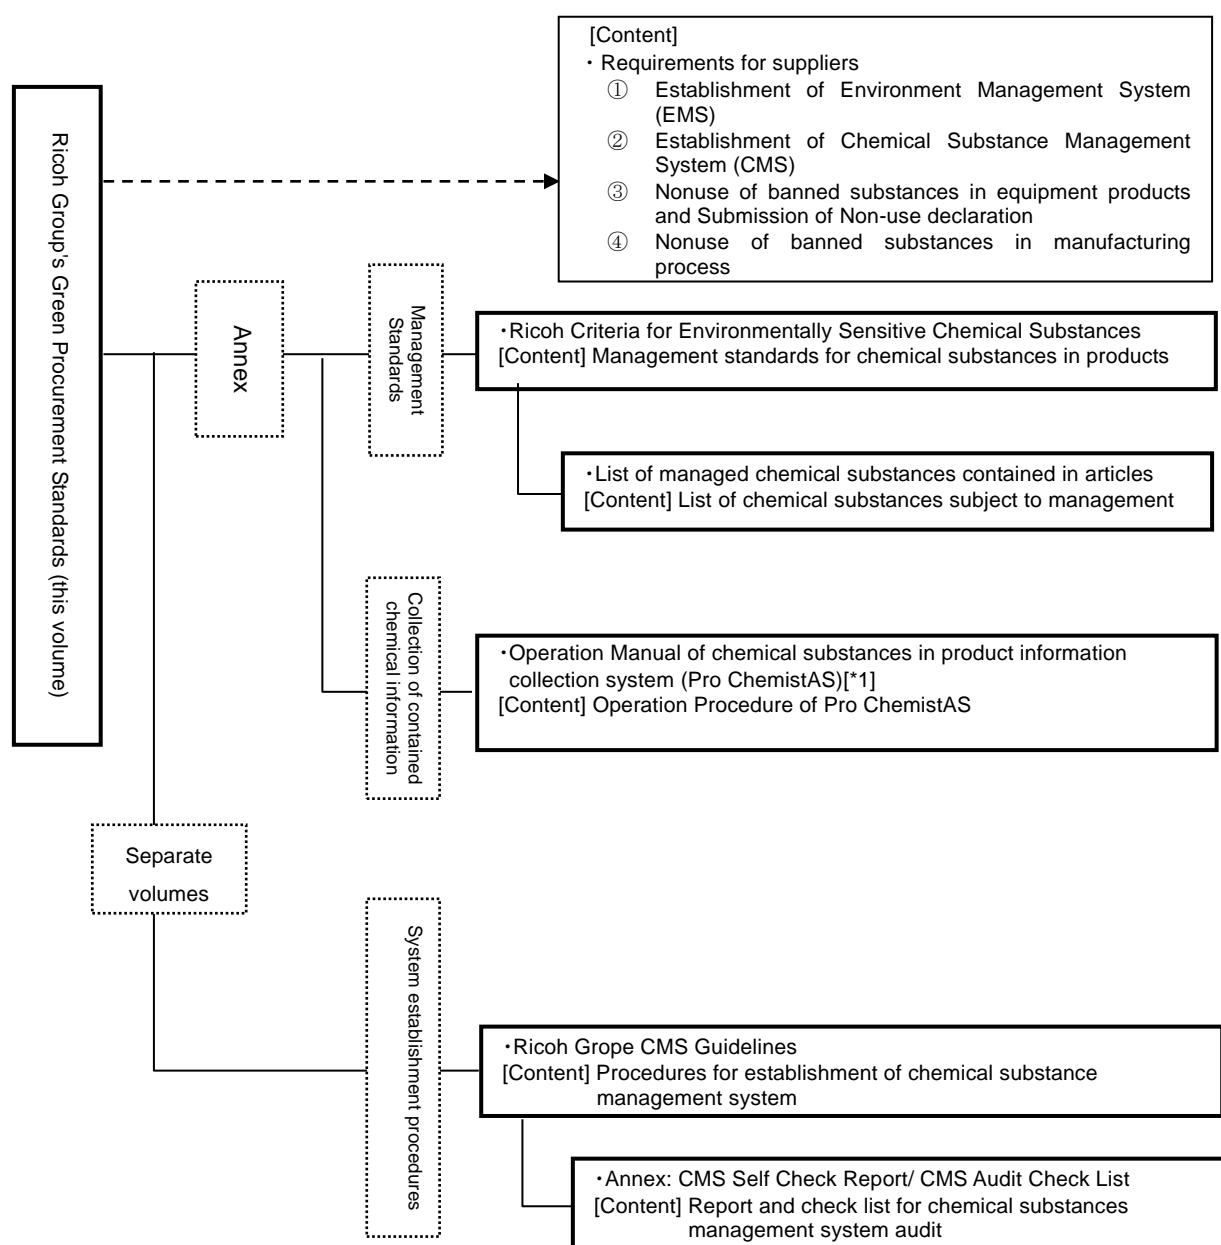 [Content]
・Requirements for suppliers
① Establishment of Environment Management System
(EMS)
② Establishment of Chemical Substance Management
System (CMS)
③ Nonuse of banned substances in equipment products
and Submission of Non-use declaration
④ Nonuse of banned substances in manufacturing
process
Ricoh Group's Green Procurement Standards (this volume)
Annex
Management
Standards
・Ricoh Criteria for Environmentally Sensitive Chemical Substances
[Content] Management standards for chemical substances in products
・List of managed chemical substances contained in articles
[Content] List of chemical substances subject to management
Collection of contained
chemical information
・Operation Manual of chemical substances in product information
collection system (Pro ChemistAS)[*1]
[Content] Operation Procedure of Pro ChemistAS
Separate
volumes
System establishment procedures
・Ricoh Grope CMS Guidelines
[Content] Procedures for establishment of chemical substance
management system
・Annex: CMS Self Check Report/ CMS Audit Check List
[Content] Report and check list for chemical substances
management system audit